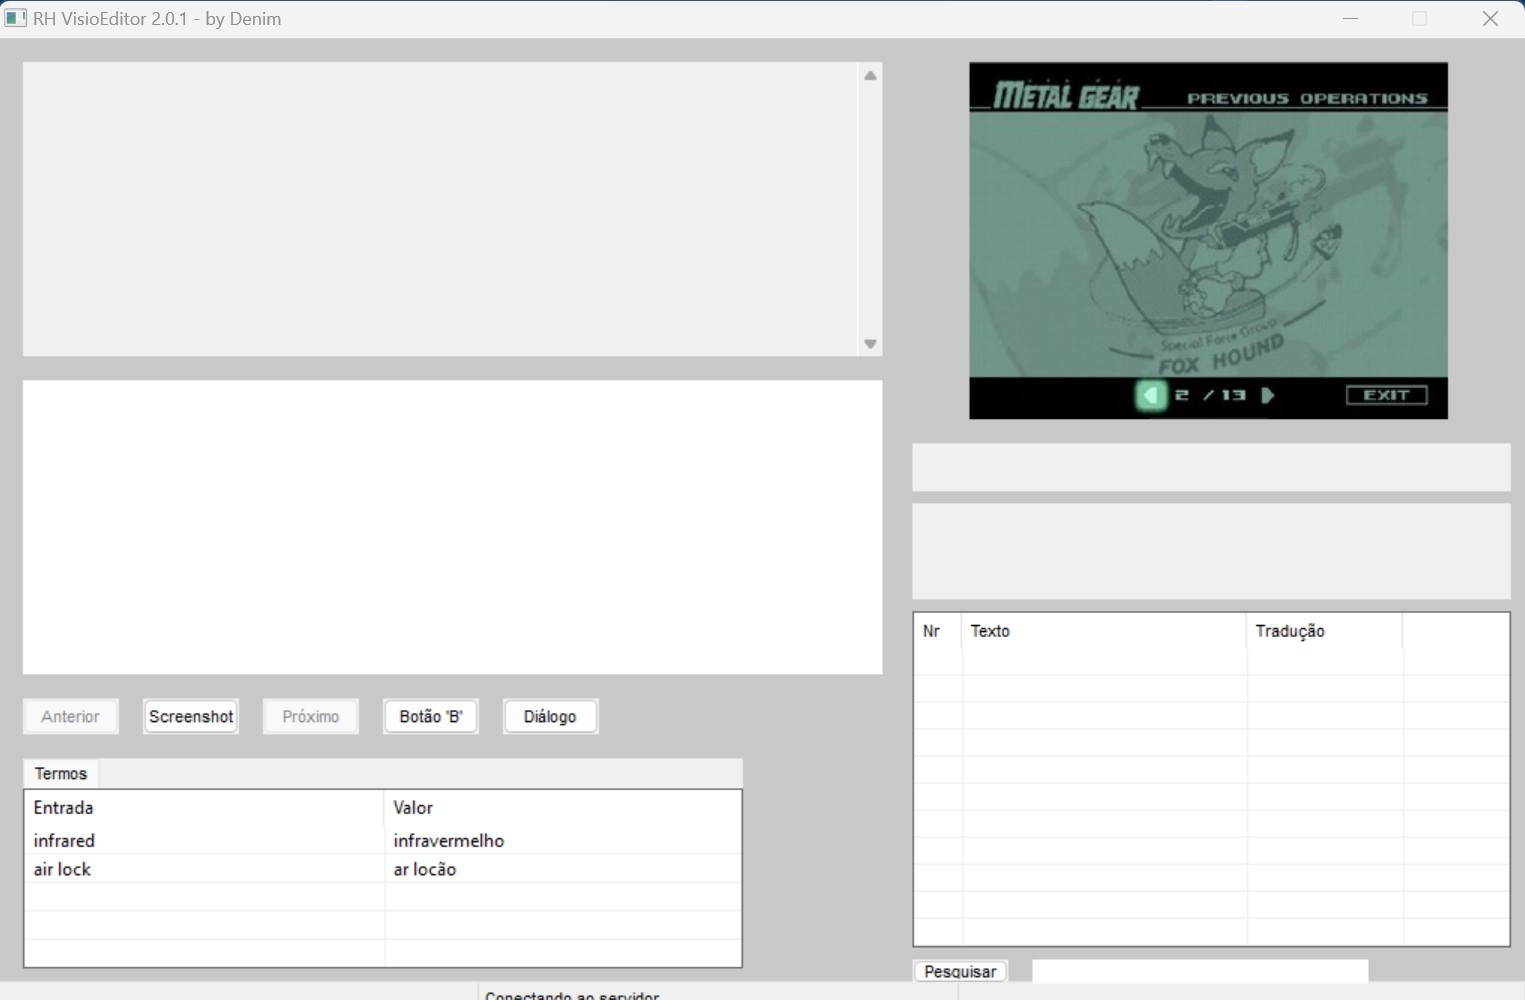 RH VisioEditor 2.0.1 - by Denim
METAL GEAR
PREVIOUS OPERATIONS
Special Force Group
FOX HOUND
2 / 13
EXIT
Nr Texto Tradução
Anterior Screenshot Próximo Botão 'B' Diálogo
Termos
Entrada Valor
infrared infravermelho
air lock ar locão
Pesquisar
Conectando ao servidor